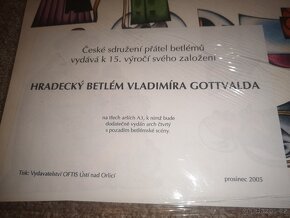 České sdružení přátel betlémů
vydává k 15. výročí svého založení
HRADECKÝ BETLÉM VLADIMÍRA GOTTVALDA
na třech arších A3, k nimž bude
dodatečně vydán arch čtvrtý
s pozadím betlémské scény.
Tisk: Vydavatelství OFTIS Ústí nad Orlicí
prosinec 2005